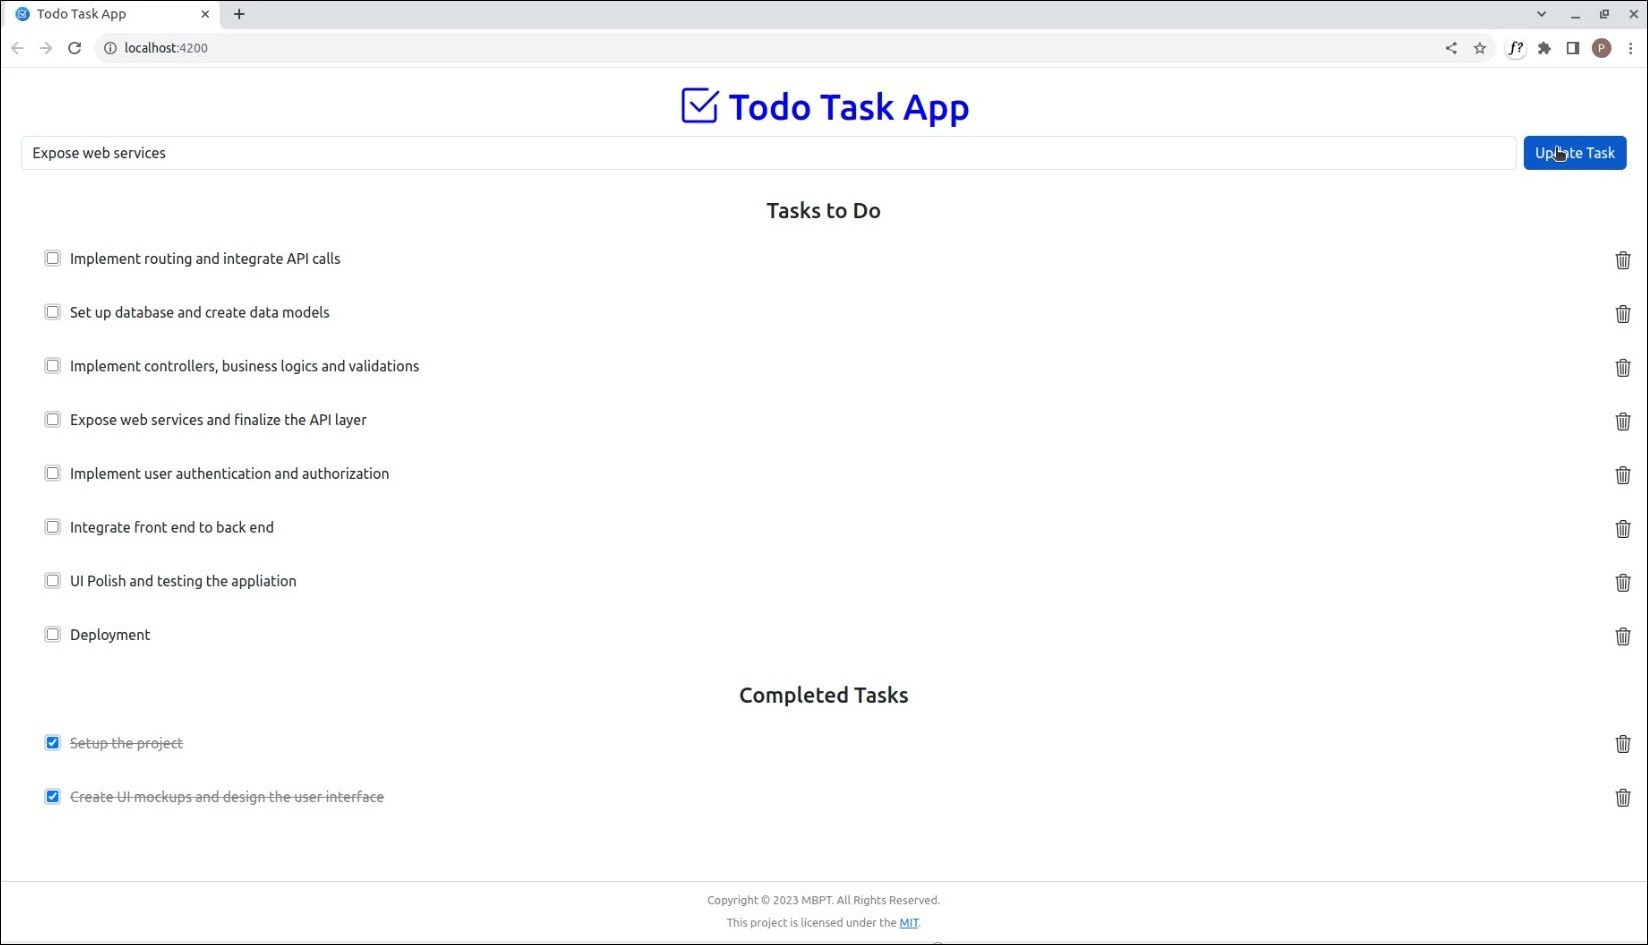 Todo Task App
localhost:4200
f?
P
Todo Task App
Expose web services
Update Task
Tasks to Do
Implement routing and integrate API calls
Set up database and create data models
Implement controllers, business logics and validations
Expose web services and finalize the API layer
Implement user authentication and authorization
Integrate front end to back end
UI Polish and testing the appliation
Deployment
Completed Tasks
Setup the project
Create UI mockups and design the user interface
Copyright © 2023 MBPT. All Rights Reserved.
This project is licensed under the MIT.